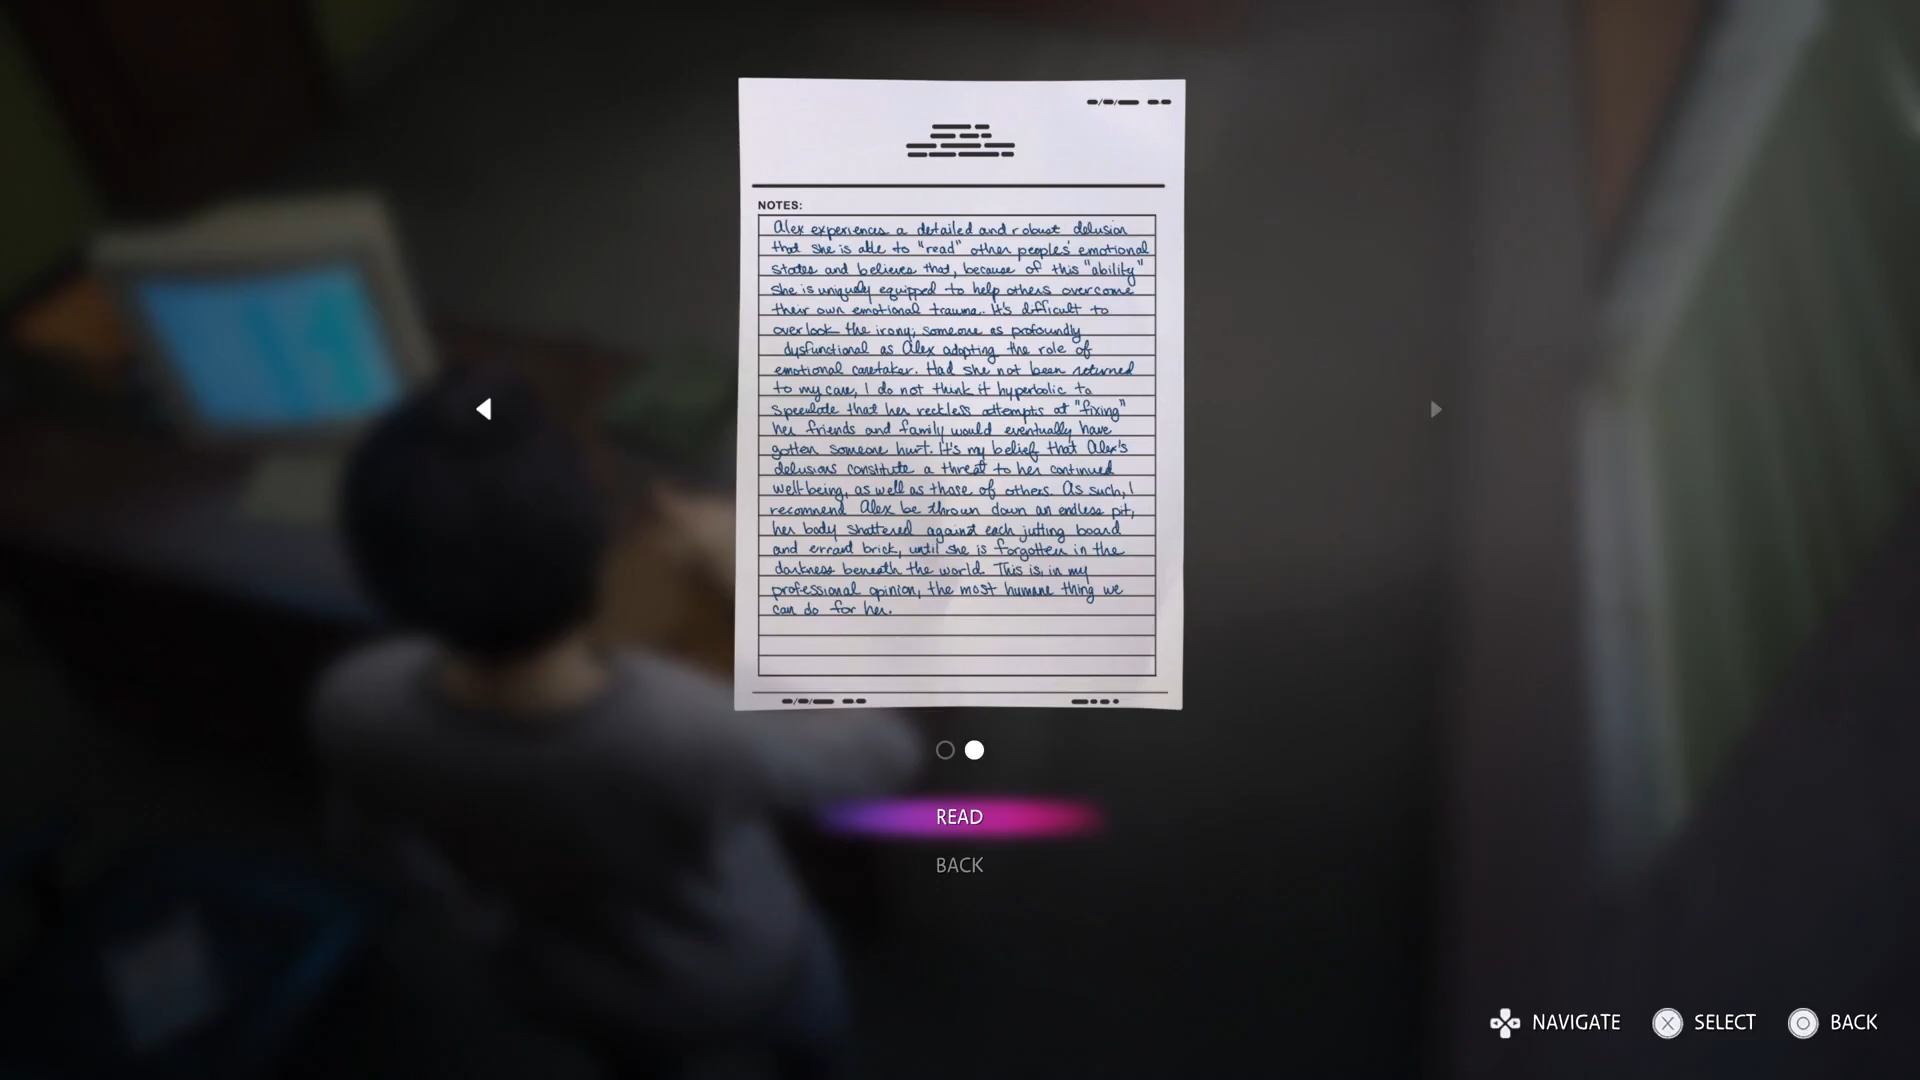 NOTES:
Alex experiences a detailed and robust delusion
that she is able to "read" other peoples' emotional
states and believes that, because of this "ability"
she is uniquely equipped to help others overcome
their own emotional trauma. It's difficult to
overlook the irony; someone as profoundly
dysfunctional as Alex adopting the role of
emotional caretaker. Had she not been returned
to my care, I do not think it hyperbolic to
speculate that her reckless attempts at "fixing"
her friends and family would eventually have
gotten someone hurt. It's my belief that Alex's
delusions constitute a threat to her continued
well-being, as well as those of others. As such, I
recommend Alex be thrown down an endless pit,
her body shattered against each jutting board
and errant brick, until she is forgotten in the
darkness beneath the world. This is, in my
professional opinion, the most humane thing we
can do for her.
READ
BACK
NAVIGATE SELECT BACK